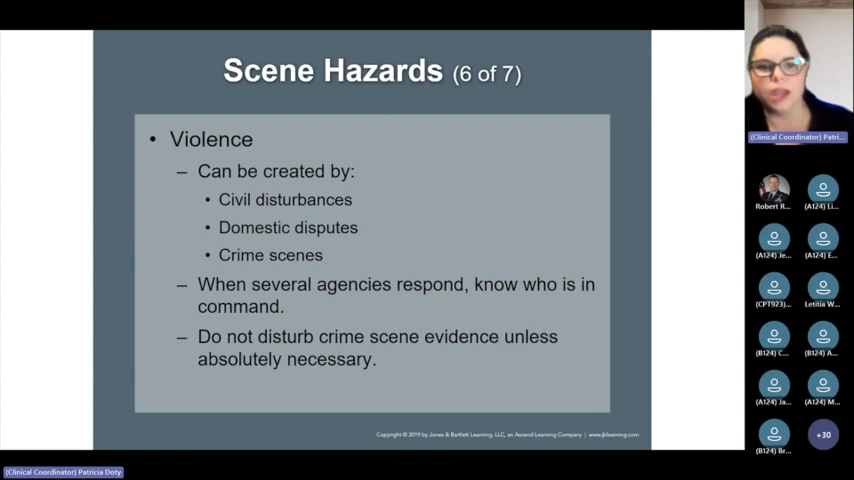 Scene Hazards (6 of 7)
• Violence
– Can be created by:
• Civil disturbances
• Domestic disputes
• Crime scenes
– When several agencies respond, know who is in
command.
– Do not disturb crime scene evidence unless
absolutely necessary.
Copyright © 2019 by Jones & Bartlett Learning, LLC, an Ascend Learning Company | www.jblearning.com
(Clinical Coordinator) Patricia Doty
(Clinical Coordinator) Patri...
Robert R...
(A124) Li...
(A124) Je...
(A124) E...
(CPT923)...
Letitia W...
(B124) C...
(B124) A...
(A124) Ja...
(A124) M...
(B124) Br...
+30